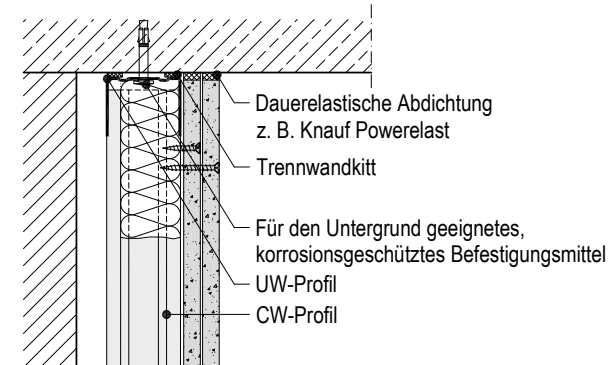 Dauerelastische Abdichtung
z. B. Knauf Powerelast
Trennwandkitt
Für den Untergrund geeignetes,
korrosionsgeschütztes Befestigungsmittel
UW-Profil
CW-Profil